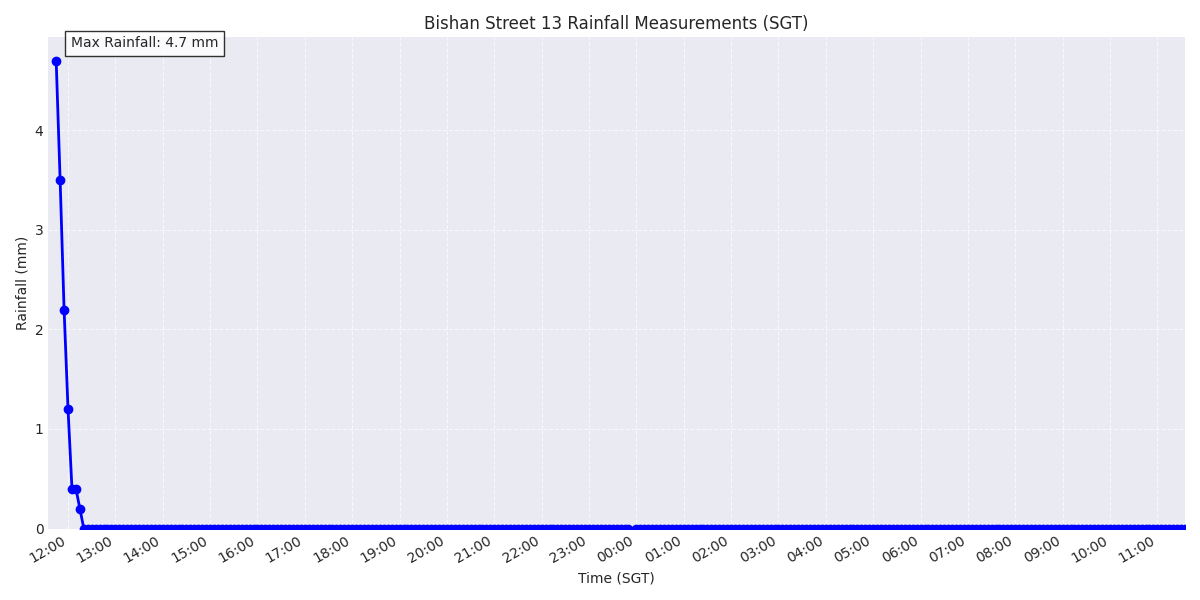 Bishan Street 13 Rainfall Measurements (SGT)
Max Rainfall: 4.7 mm
Rainfall (mm)
4
3
2
1
0
12:00 13:00 14:00 15:00 16:00 17:00 18:00 19:00 20:00 21:00 22:00 23:00 00:00 01:00 02:00 03:00 04:00 05:00 06:00 07:00 08:00 09:00 10:00 11:00
Time (SGT)